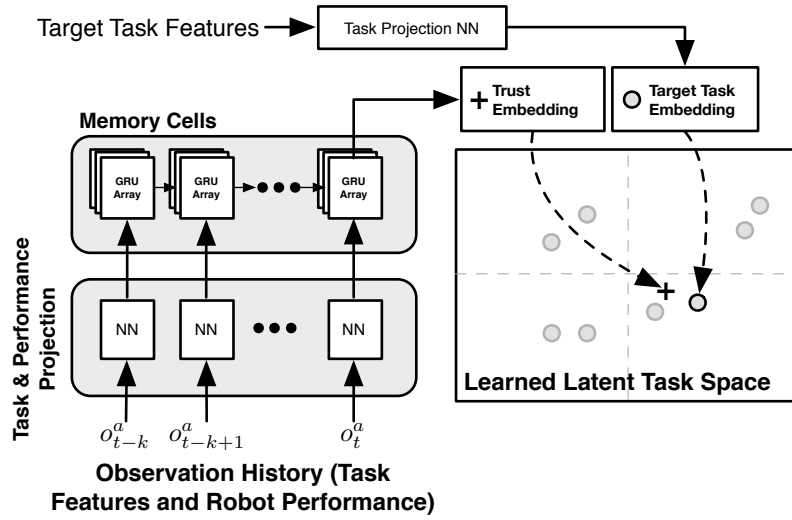 Target Task Features
Task Projection NN
Trust
Embedding
Target Task
Embedding
Memory Cells
GRU
Array
GRU
Array
GRU
Array
Task & Performance
Projection
NN
NN
NN
Learned Latent Task Space
o^a_{t-k}
o^a_{t-k+1}
o^a_t
Observation History (Task
Features and Robot Performance)